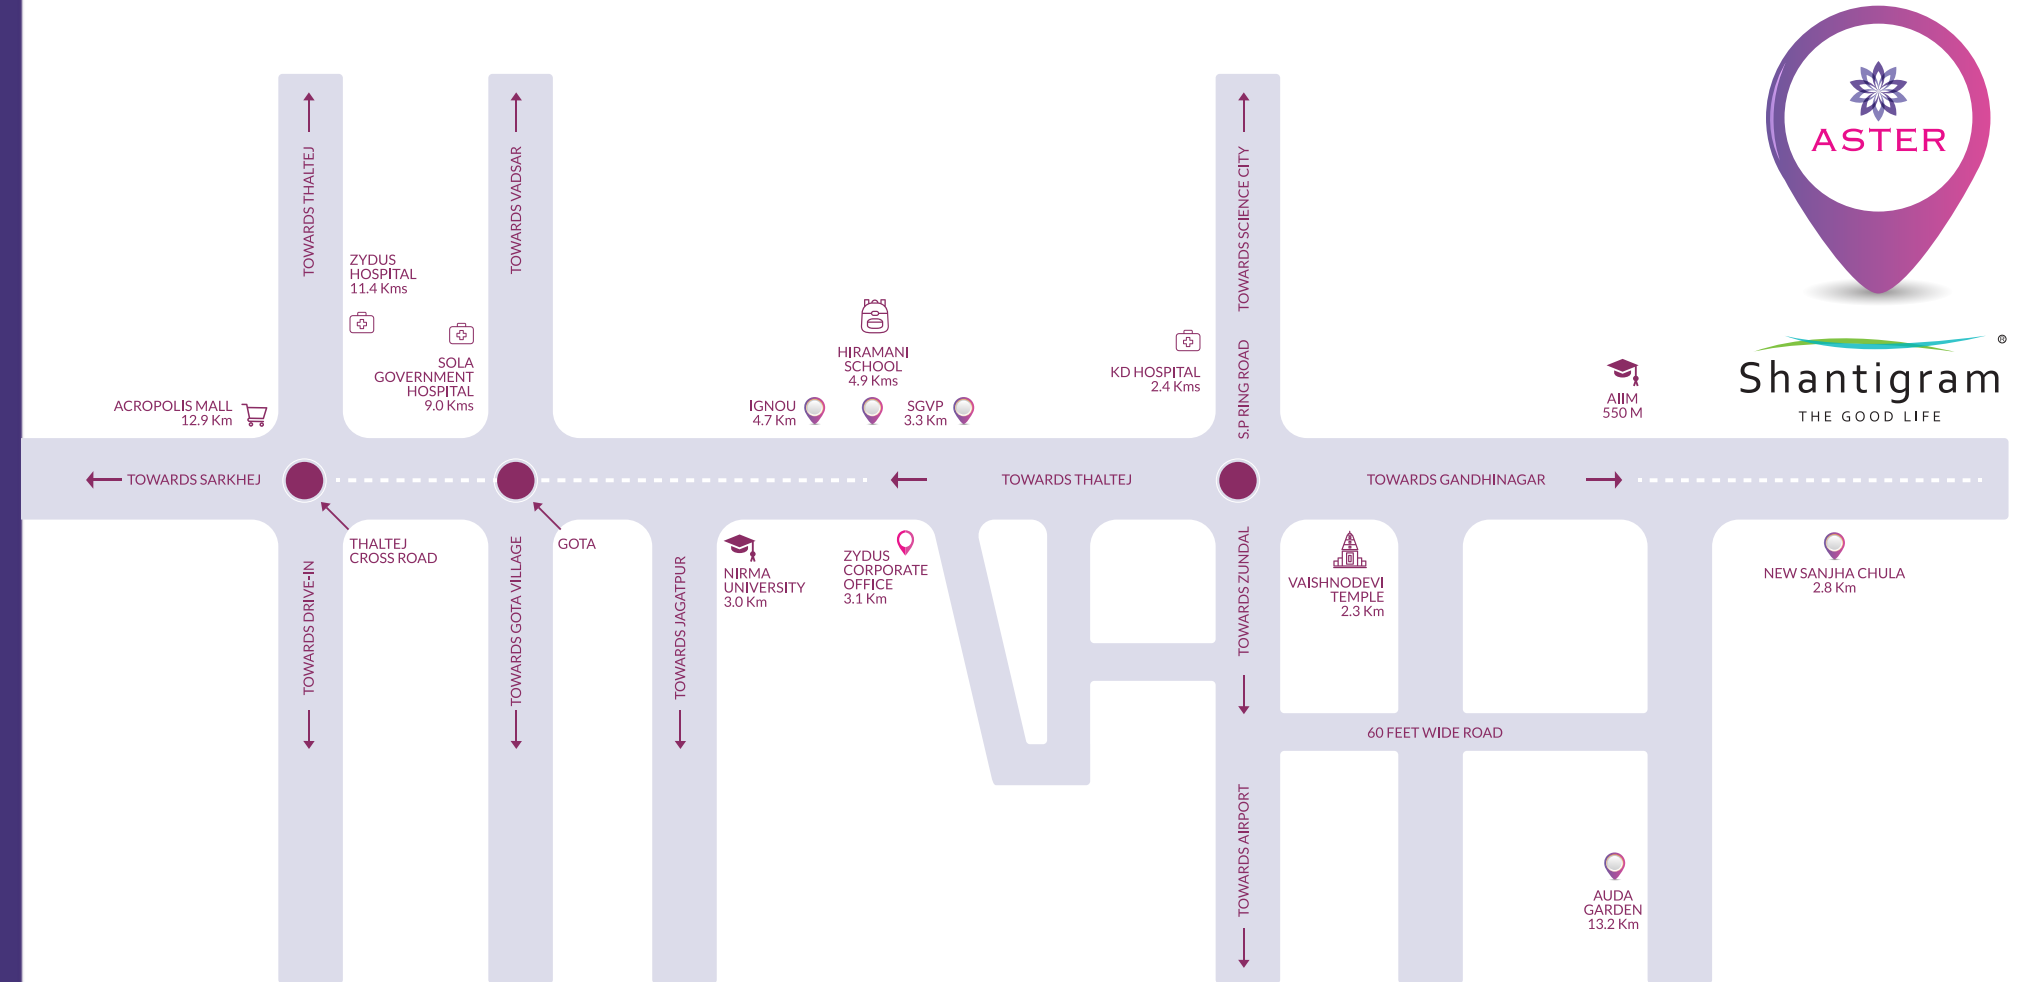 ASTER
Shantigram
®
THE GOOD LIFE
TOWARDS THALTEJ
TOWARDS VADSAR
TOWARDS SCIENCE CITY
S.P RING ROAD
ZYDUS
HOSPITAL
11.4 Kms
SOLA
GOVERNMENT
HOSPITAL
9.0 Kms
ACROPOLIS MALL
12.9 Km
HIRAMANI
SCHOOL
4.9 Kms
IGNOU
4.7 Km
SGVP
3.3 Km
KD HOSPITAL
2.4 Kms
AIIM
550 M
TOWARDS SARKHEJ
TOWARDS THALTEJ
TOWARDS GANDHINAGAR
THALTEJ
CROSS ROAD
GOTA
NIRMA
UNIVERSITY
3.0 Km
ZYDUS
CORPORATE
OFFICE
3.1 Km
VAISHNODEVI
TEMPLE
2.3 Km
NEW SANJHA CHULA
2.8 Km
TOWARDS DRIVE-IN
TOWARDS GOTA VILLAGE
TOWARDS JAGATPUR
TOWARDS ZUNDAL
60 FEET WIDE ROAD
TOWARDS AIRPORT
AUDA
GARDEN
13.2 Km